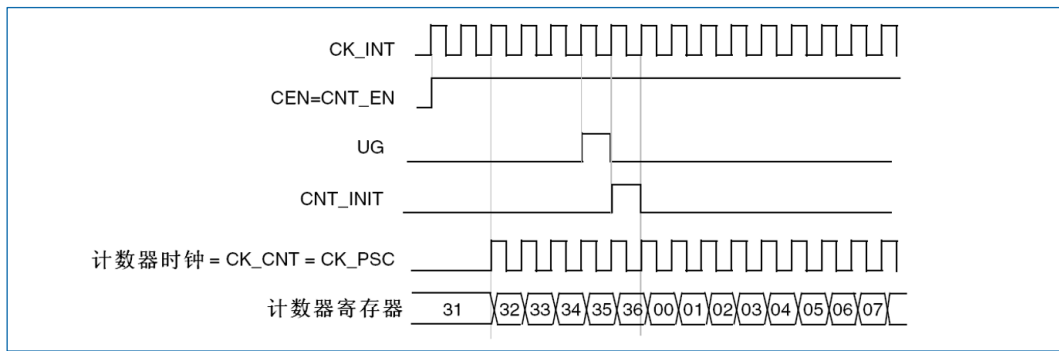 CK_INT
CEN=CNT_EN
UG
CNT_INIT
计数器时钟 = CK_CNT = CK_PSC
计数器寄存器 31 32 33 34 35 36 00 01 02 03 04 05 06 07